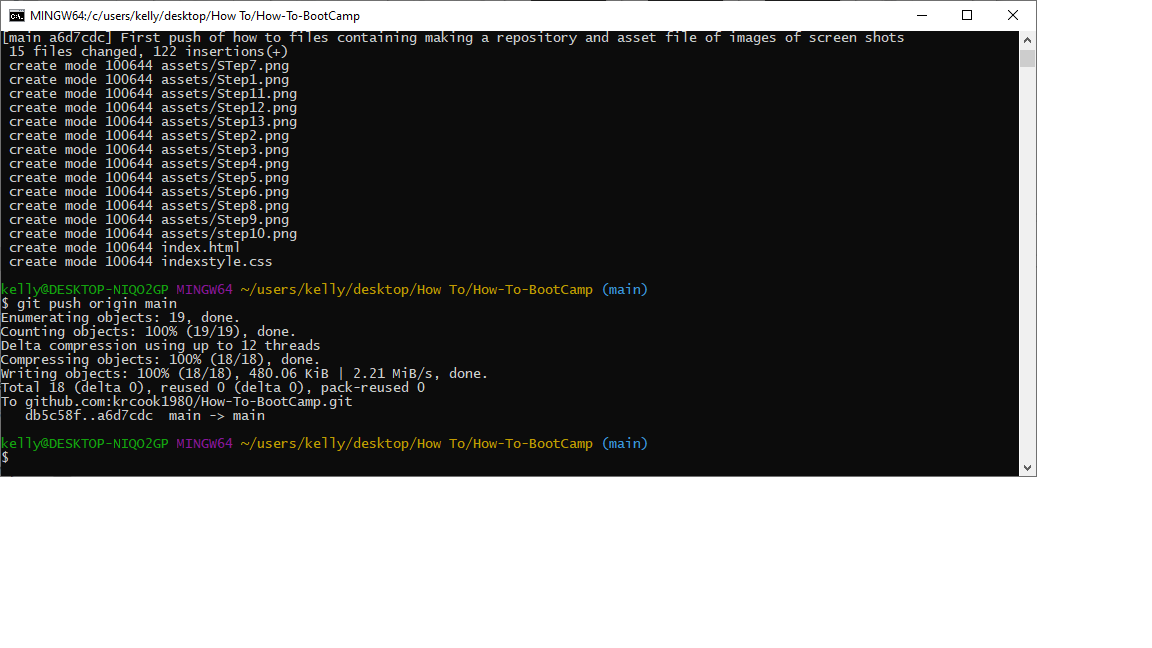 MINGW64:/c/users/kelly/desktop/How To/How-To-BootCamp
[main a6d7cdc] First push of how to files containing making a repository and asset file of images of screen shots
 15 files changed, 122 insertions(+)
 create mode 100644 assets/STep7.png
 create mode 100644 assets/Step1.png
 create mode 100644 assets/Step11.png
 create mode 100644 assets/Step12.png
 create mode 100644 assets/Step13.png
 create mode 100644 assets/Step2.png
 create mode 100644 assets/Step3.png
 create mode 100644 assets/Step4.png
 create mode 100644 assets/Step5.png
 create mode 100644 assets/Step6.png
 create mode 100644 assets/Step8.png
 create mode 100644 assets/Step9.png
 create mode 100644 assets/step10.png
 create mode 100644 index.html
 create mode 100644 indexstyle.css
kelly@DESKTOP-NIQO2GP MINGW64 ~/users/kelly/desktop/How To/How-To-BootCamp (main)
$ git push origin main
Enumerating objects: 19, done.
Counting objects: 100% (19/19), done.
Delta compression using up to 12 threads
Compressing objects: 100% (18/18), done.
Writing objects: 100% (18/18), 480.06 KiB | 2.21 MiB/s, done.
Total 18 (delta 0), reused 0 (delta 0), pack-reused 0
To github.com:krcook1980/How-To-BootCamp.git
   db5c58f..a6d7cdc  main -> main
kelly@DESKTOP-NIQO2GP MINGW64 ~/users/kelly/desktop/How To/How-To-BootCamp (main)
$